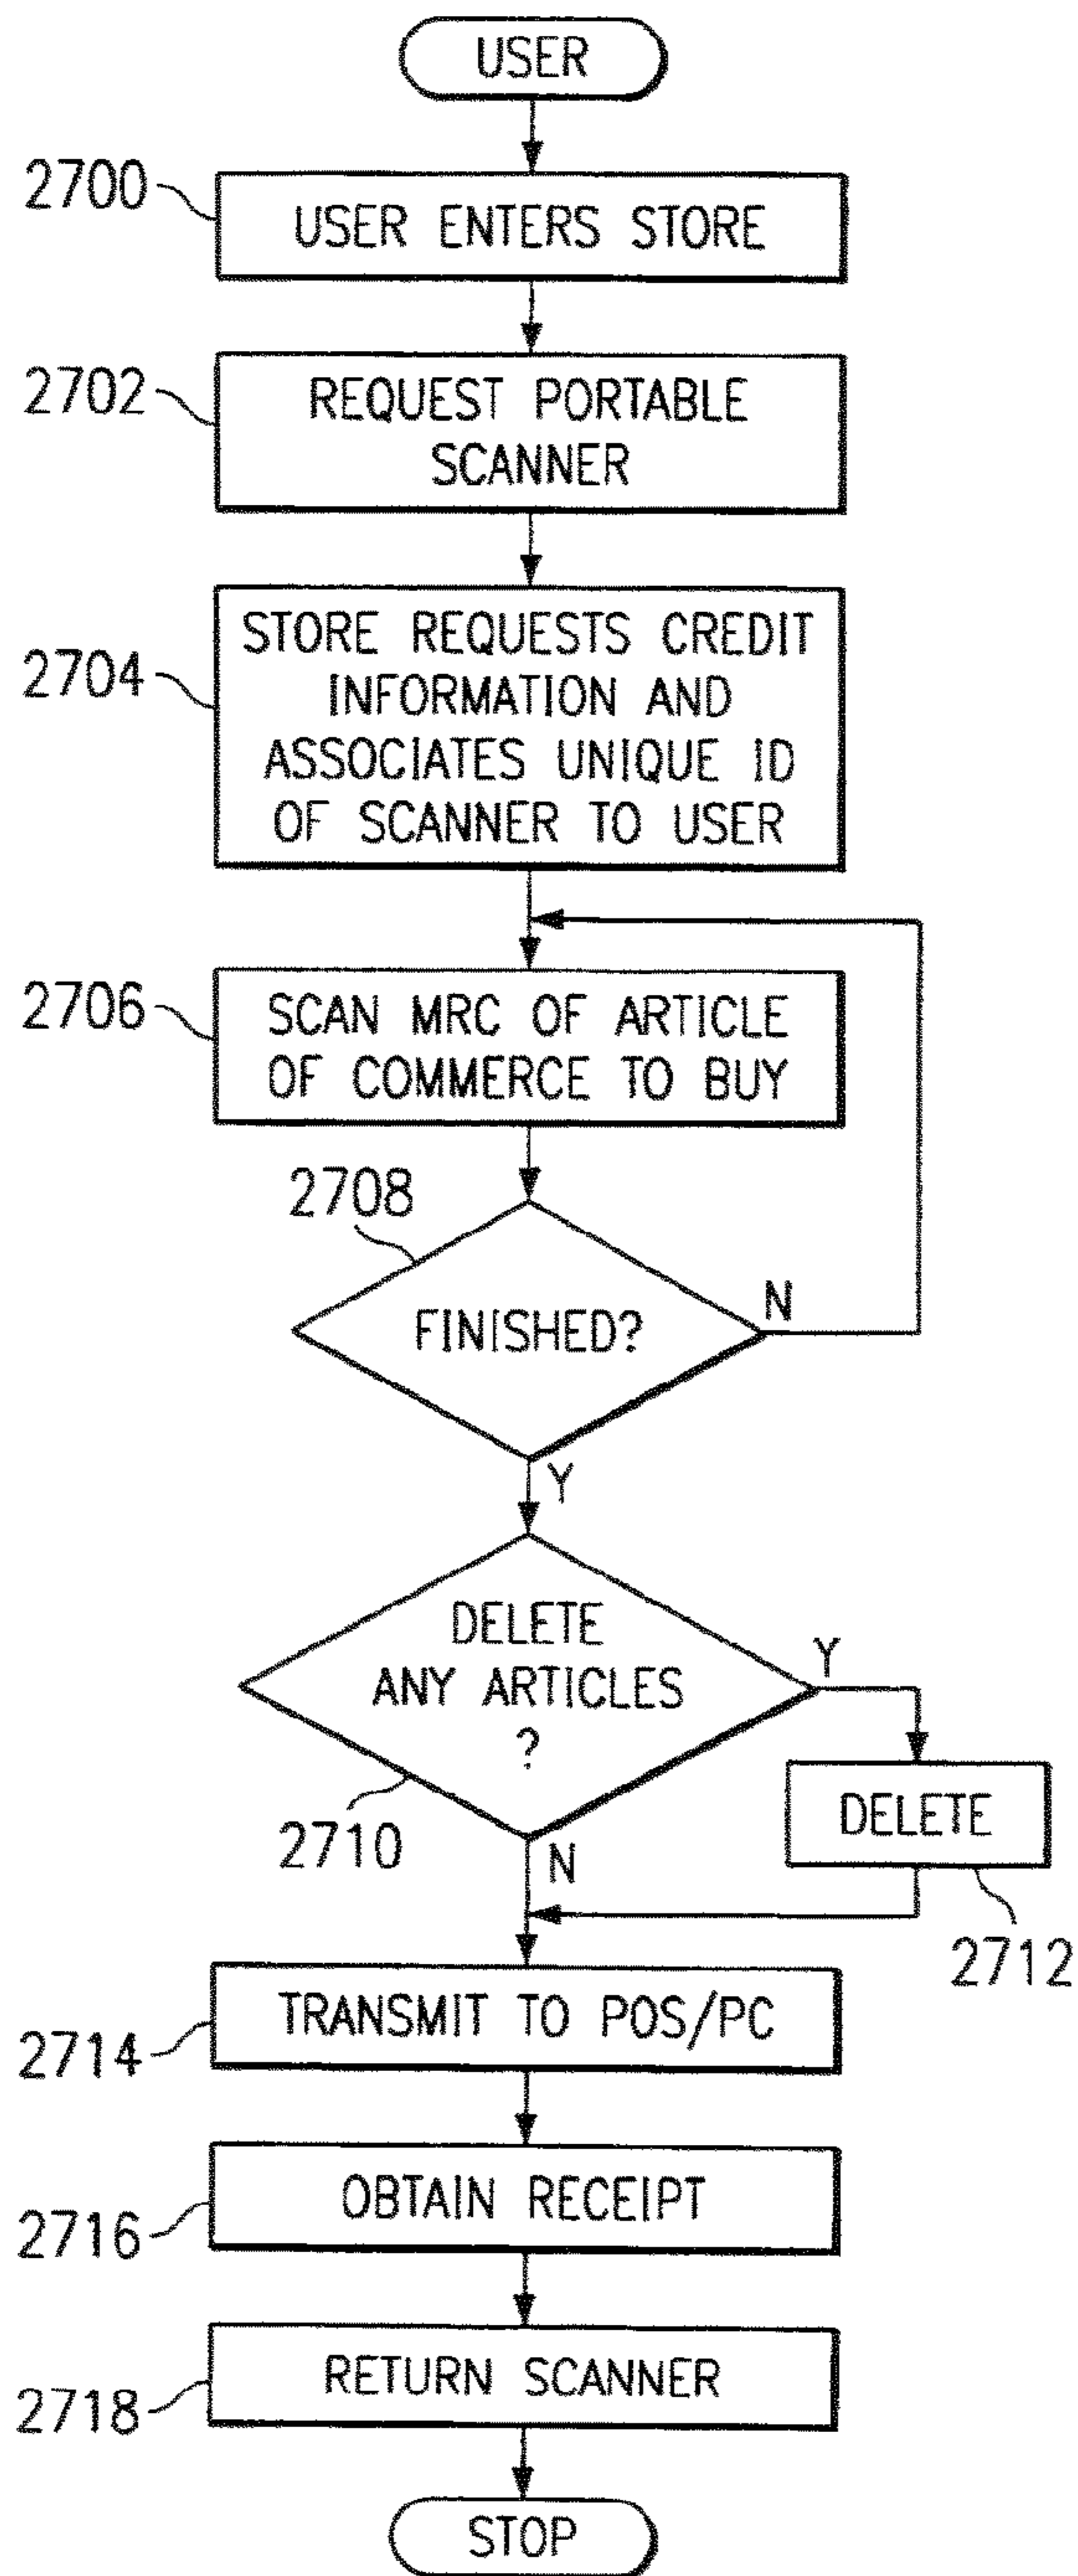 USER
2700
USER ENTERS STORE
2702
REQUEST PORTABLE
SCANNER
2704
STORE REQUESTS CREDIT
INFORMATION AND
ASSOCIATES UNIQUE ID
OF SCANNER TO USER
2706
SCAN MRC OF ARTICLE
OF COMMERCE TO BUY
2708
FINISHED?
N
Y
DELETE
ANY ARTICLES
?
Y
2710
N
DELETE
2712
2714
TRANSMIT TO POS/PC
2716
OBTAIN RECEIPT
2718
RETURN SCANNER
STOP